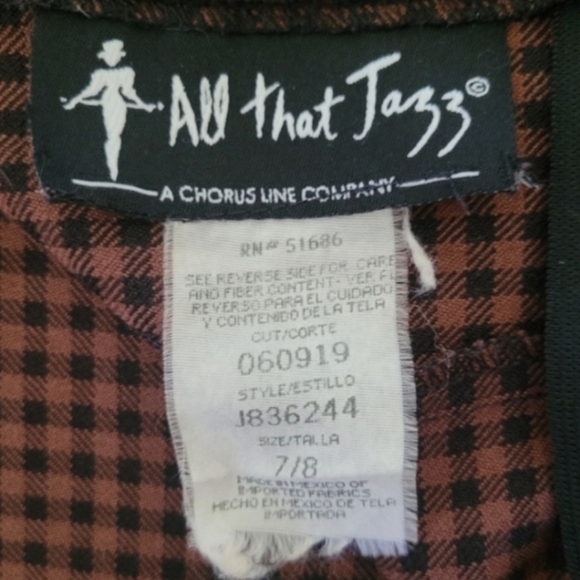 All that Jazz©
A CHORUS LINE COMPANY
RN# 51686
SEE REVERSE SIDE FOR CARE
AND FIBER CONTENT- VER
REVERSO PARA EL CUIDADO
Y CONTENIDO DE LA TELA
CUT/CORTE
060919
STYLE/ESTILLO
J836244
SIZE/TALLA
7/8
MADE IN MEXICO OF
IMPORTED FABRICS
HECHO EN MEXICO DE TELA
IMPORTADA